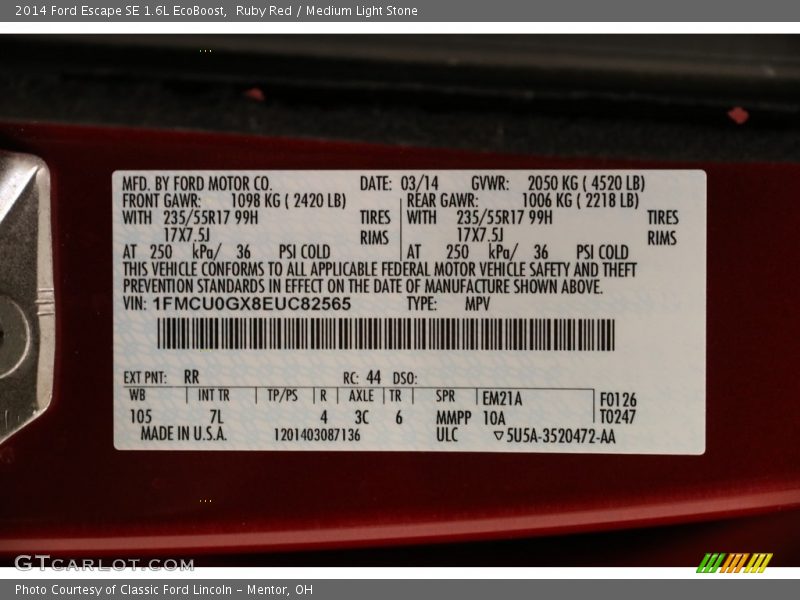 2014 Ford Escape SE 1.6L EcoBoost,  Ruby Red / Medium Light Stone
MFD. BY FORD MOTOR CO. DATE: 03/14 GVWR: 2050 KG ( 4520 LB)
FRONT GAWR: 1098 KG ( 2420 LB) REAR GAWR: 1006 KG ( 2218 LB)
WITH 235/55R17 99H TIRES WITH 235/55R17 99H TIRES
17X7.5J RIMS 17X7.5J RIMS
AT 250 kPa/ 36 PSI COLD AT 250 kPa/ 36 PSI COLD
THIS VEHICLE CONFORMS TO ALL APPLICABLE FEDERAL MOTOR VEHICLE SAFETY AND THEFT
PREVENTION STANDARDS IN EFFECT ON THE DATE OF MANUFACTURE SHOWN ABOVE.
VIN: 1FMCU0GX8EUC82565 TYPE: MPV
EXT PNT: RR RC: 44 DSO:
WB INT TR TP/PS R AXLE TR SPR EM21A F0126
105 7L 4 3C 6 MMPP 10A T0247
MADE IN U.S.A. 1201403087136 ULC ▽5U5A-3520472-AA
GTCARLOT.COM
Photo Courtesy of Classic Ford Lincoln – Mentor, OH